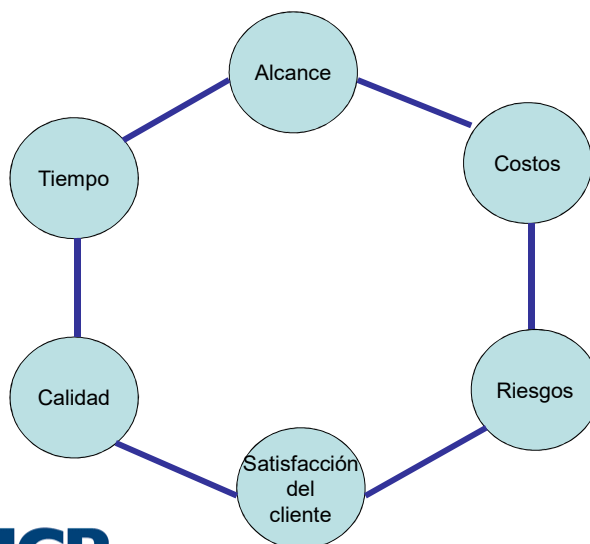 Alcance
Costos
Tiempo
Riesgos
Calidad
Satisfacción
del
cliente